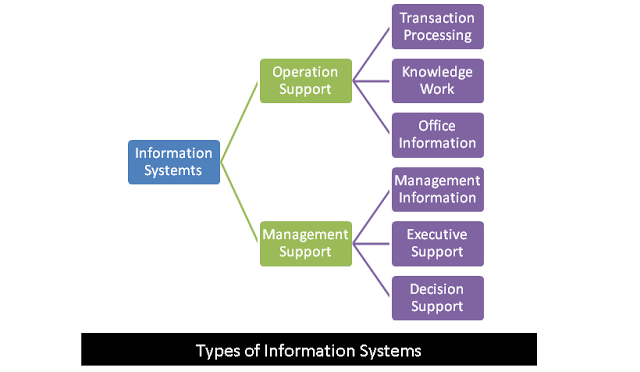 Transaction
Processing
Operation
Support
Knowledge
Work
Office
Information
Information
Systemts
Management
Information
Management
Support
Executive
Support
Decision
Support
Types of Information Systems